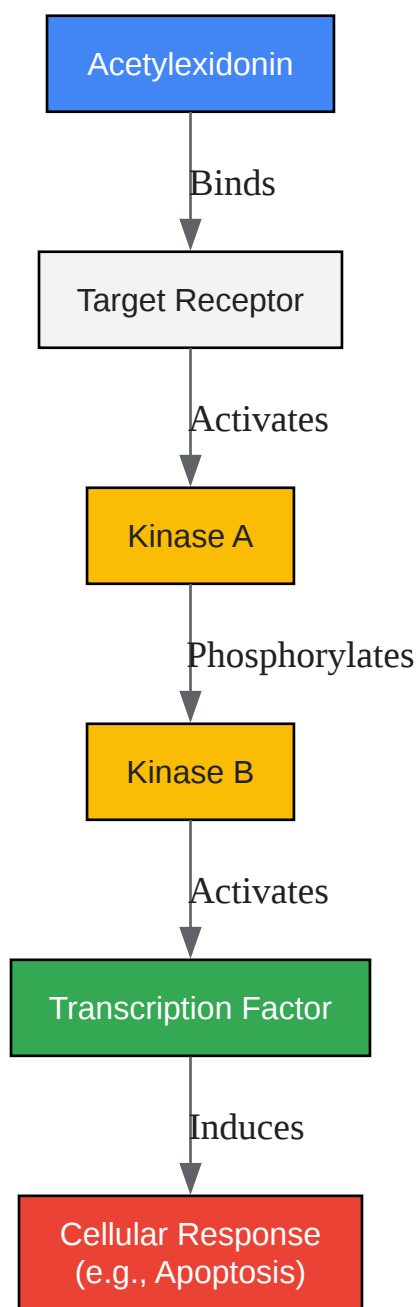 Acetylexidonin
Binds
Target Receptor
Activates
Kinase A
Phosphorylates
Kinase B
Activates
Transcription Factor
Induces
Cellular Response
(e.g., Apoptosis)